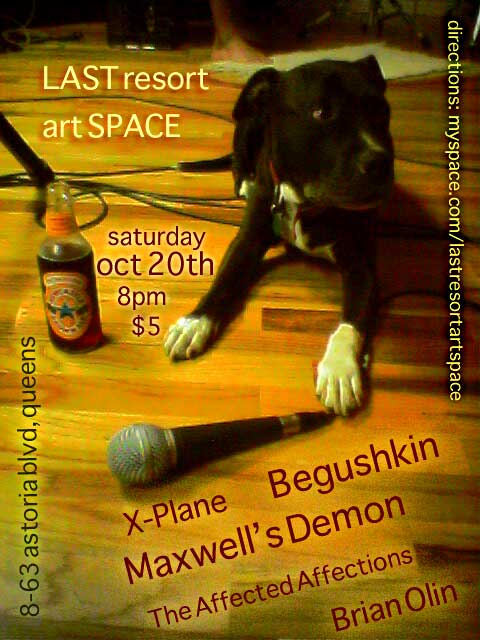 LAST resort
art SPACE
directions: myspace.com/lastresortartspace
saturday
oct 20th
8pm
$5
8-63 astoria blvd, queens
X-Plane
Begushkin
Maxwell's Demon
The Affected Affections
Brian Olin